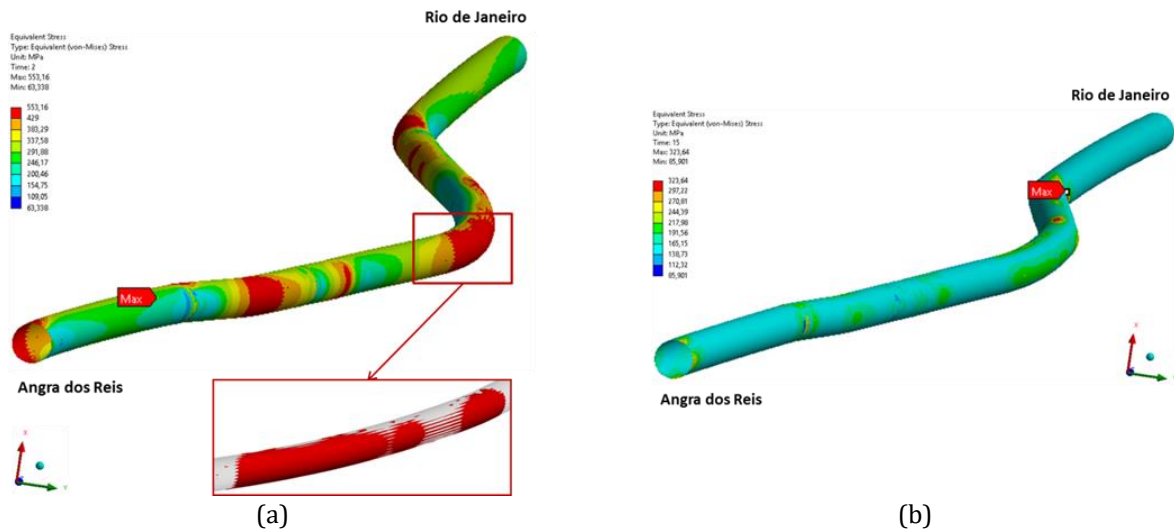 Rio de Janeiro
Equivalent Stress
Type: Equivalent (von-Mises) Stress
Unit: MPa
Time: 2
Max: 553,16
Min: 63,338
553,16
429
383,29
337,58
291,88
246,17
200,46
154,75
109,05
63,338
Max
Angra dos Reis
X
Y
(a)
Rio de Janeiro
Equivalent Stress
Type: Equivalent (von-Mises) Stress
Unit: MPa
Time: 15
Max: 323,64
Min: 85,901
323,64
297,22
270,81
244,39
217,98
191,56
165,15
138,73
112,32
85,901
Max
Angra dos Reis
X
(b)